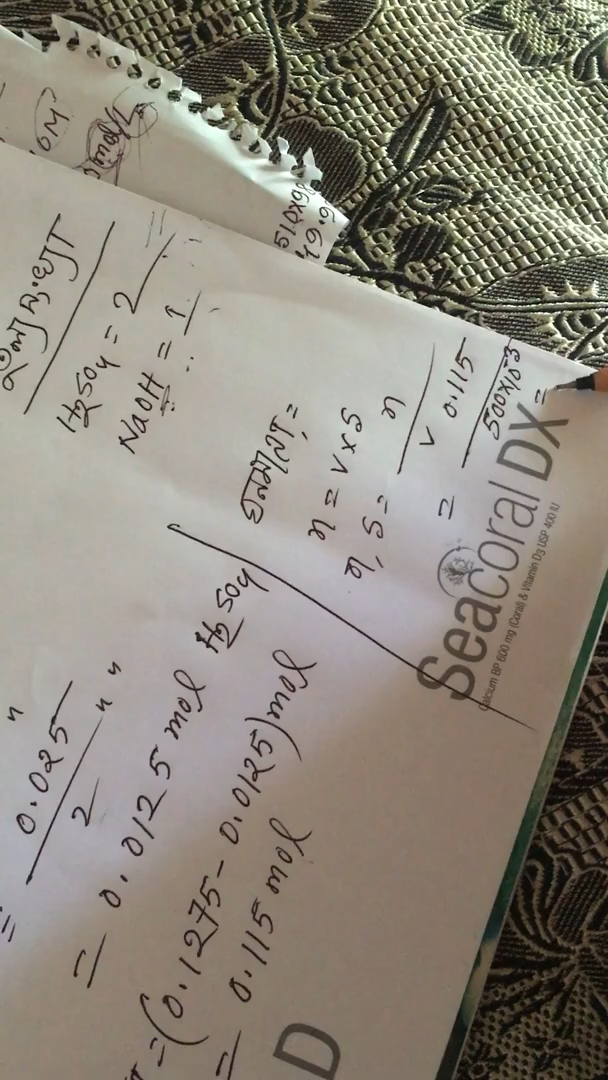 H₂SO₄ = 2
NaOH = 1
ঘনমাত্রা,
n = V × S
n, S = n / V
= 0.115 / 500×10⁻³
=
0.025 / 2
= 0.0125 mol H₂SO₄
= (0.1275 - 0.0125) mol
= 0.115 mol
Seacoral DX
Calcium BP 500 mg (Coral) & Vitamin D3 USP 400 IU
D